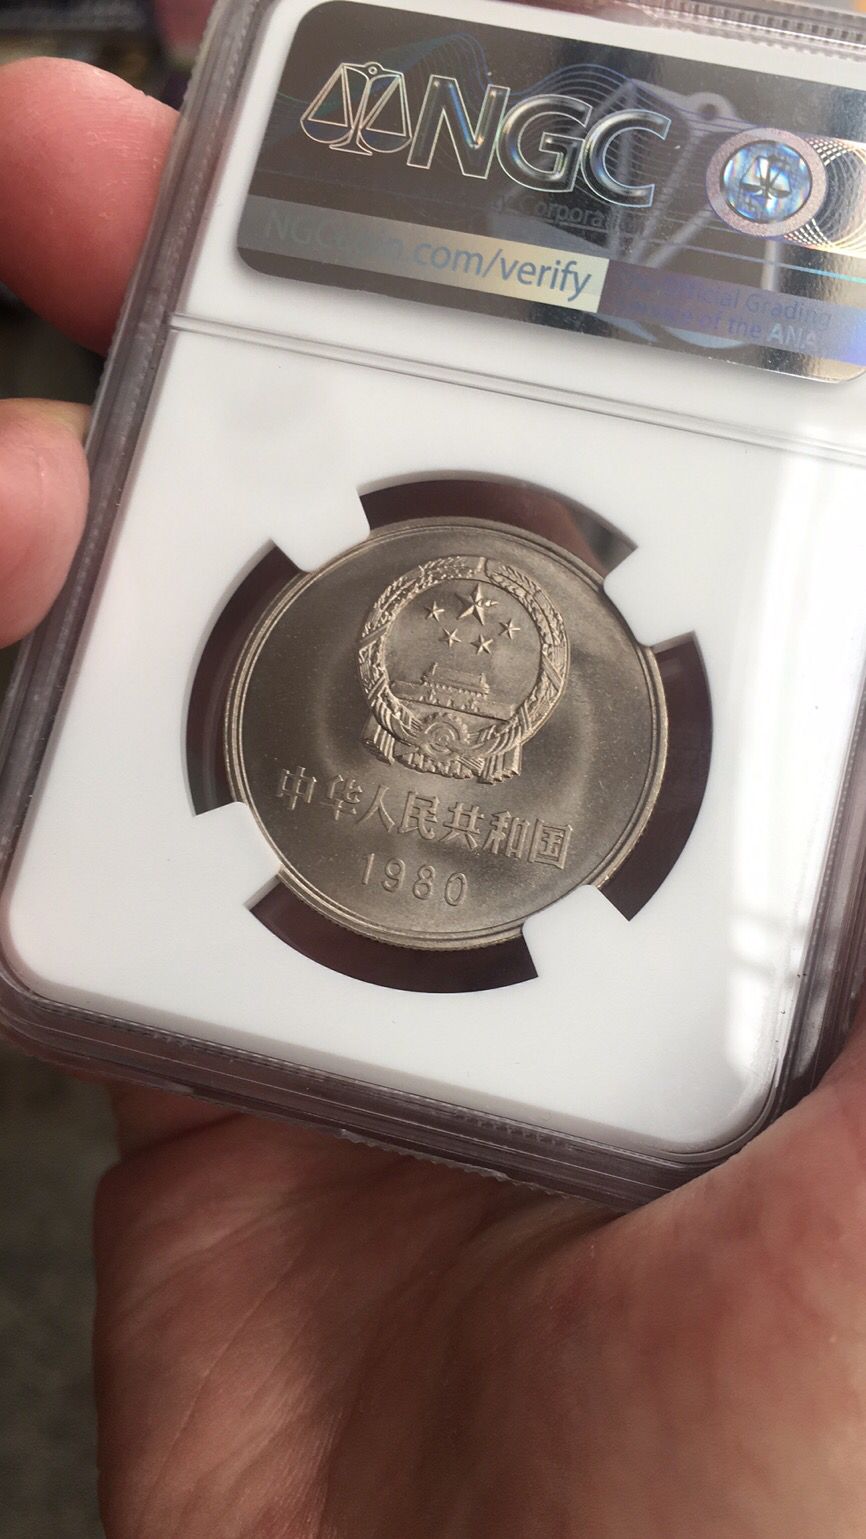 NGC
NGCcoin.com/verify
The Official Grading
Service of the ANA
中华人民共和国
1980